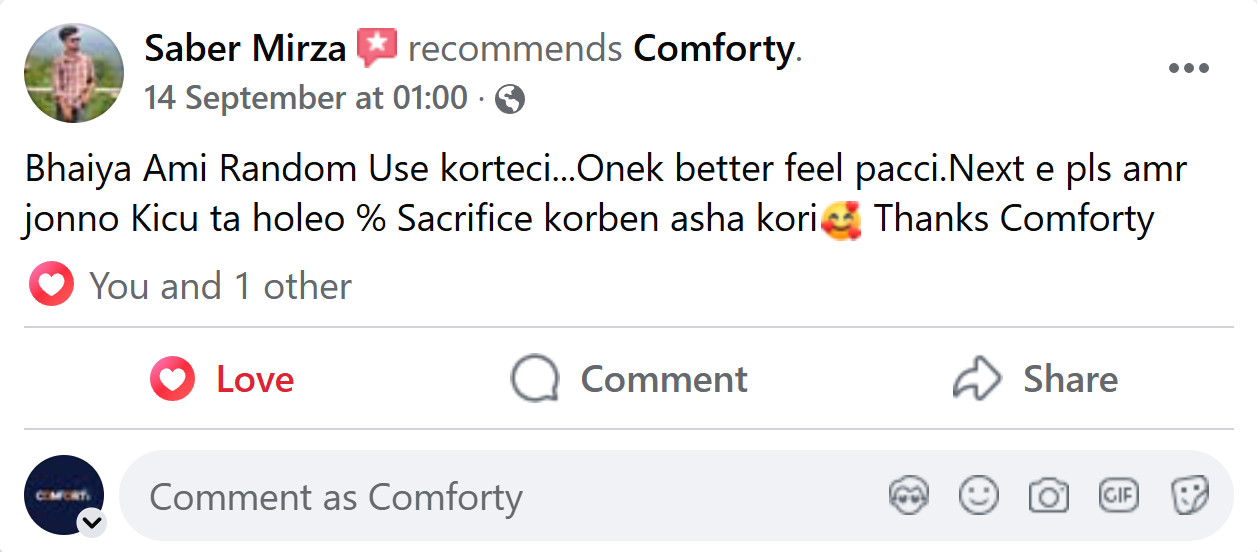 Saber Mirza recommends Comforty.
14 September at 01:00 ·
Bhaiya Ami Random Use korteci...Onek better feel pacci.Next e pls amr
jonno Kicu ta holeo % Sacrifice korben asha kori🥰 Thanks Comforty
You and 1 other
Love Comment Share
COMFORTY
Comment as Comforty
GIF